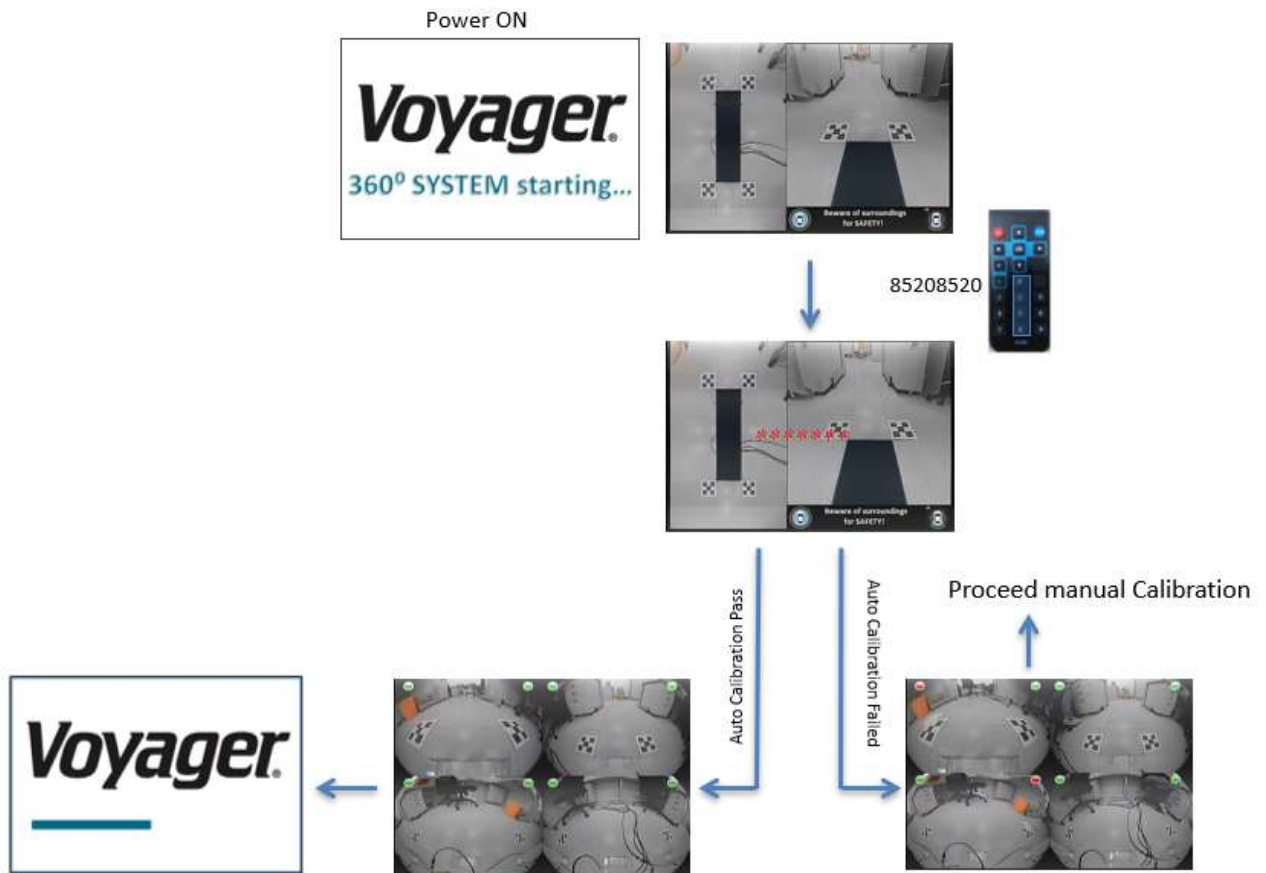 Power ON
Voyager®
360⁰ SYSTEM starting...
Beware of surroundings
for SAFETY!
85208520
*******
Beware of surroundings
for SAFETY!
Auto Calibration Pass
Auto Calibration Failed
Proceed manual Calibration
Voyager®